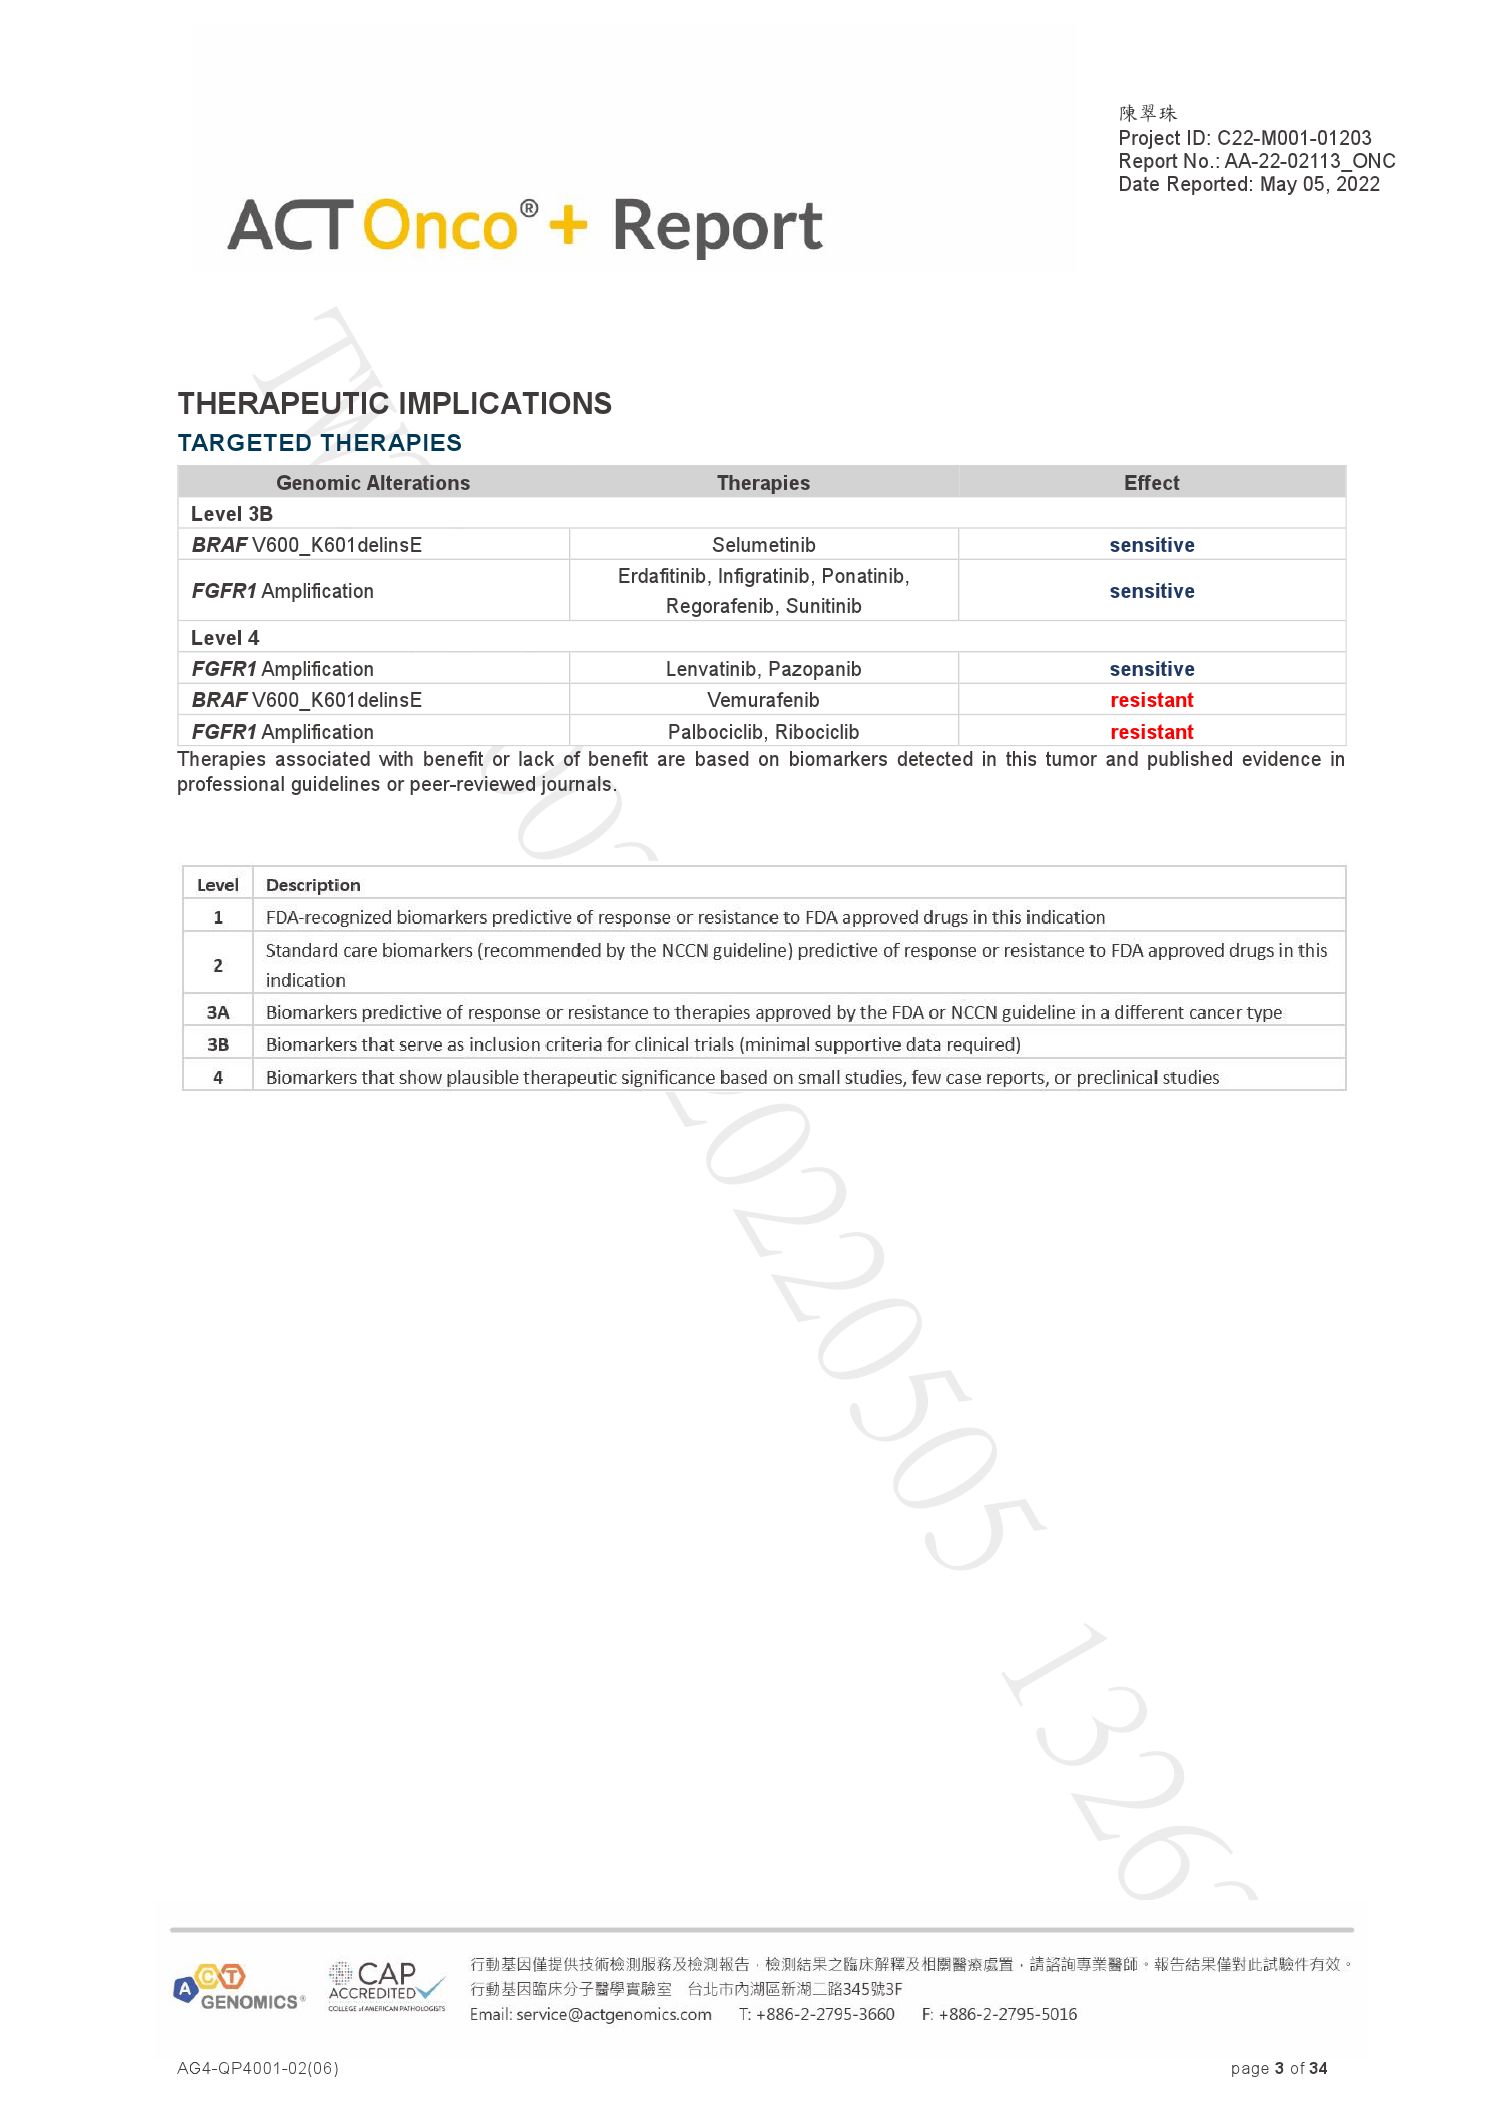 陳翠珠
Project ID: C22-M001-01203
Report No.: AA-22-02113_ONC
Date Reported: May 05, 2022
ACT Onco®+ Report
THERAPEUTIC IMPLICATIONS
TARGETED THERAPIES
Genomic Alterations Therapies Effect
Level 3B
BRAF V600_K601delinsE Selumetinib sensitive
FGFR1 Amplification Erdafitinib, Infigratinib, Ponatinib,
Regorafenib, Sunitinib sensitive
Level 4
FGFR1 Amplification Lenvatinib, Pazopanib sensitive
BRAF V600_K601delinsE Vemurafenib resistant
FGFR1 Amplification Palbociclib, Ribociclib resistant
Therapies associated with benefit or lack of benefit are based on biomarkers detected in this tumor and published evidence in
professional guidelines or peer-reviewed journals.
Level Description
1 FDA-recognized biomarkers predictive of response or resistance to FDA approved drugs in this indication
2 Standard care biomarkers (recommended by the NCCN guideline) predictive of response or resistance to FDA approved drugs in this
indication
3A Biomarkers predictive of response or resistance to therapies approved by the FDA or NCCN guideline in a different cancer type
3B Biomarkers that serve as inclusion criteria for clinical trials (minimal supportive data required)
4 Biomarkers that show plausible therapeutic significance based on small studies, few case reports, or preclinical studies
ACT GENOMICS®
CAP
ACCREDITED
COLLEGE of AMERICAN PATHOLOGISTS
行動基因僅提供技術檢測服務及檢測報告，檢測結果之臨床解釋及相關醫療處置，請諮詢專業醫師。報告結果僅對此試驗件有效。
行動基因臨床分子醫學實驗室 台北市內湖區新湖二路345號3F
Email: service@actgenomics.com T: +886-2-2795-3660 F: +886-2-2795-5016
AG4-QP4001-02(06) page 3 of 34